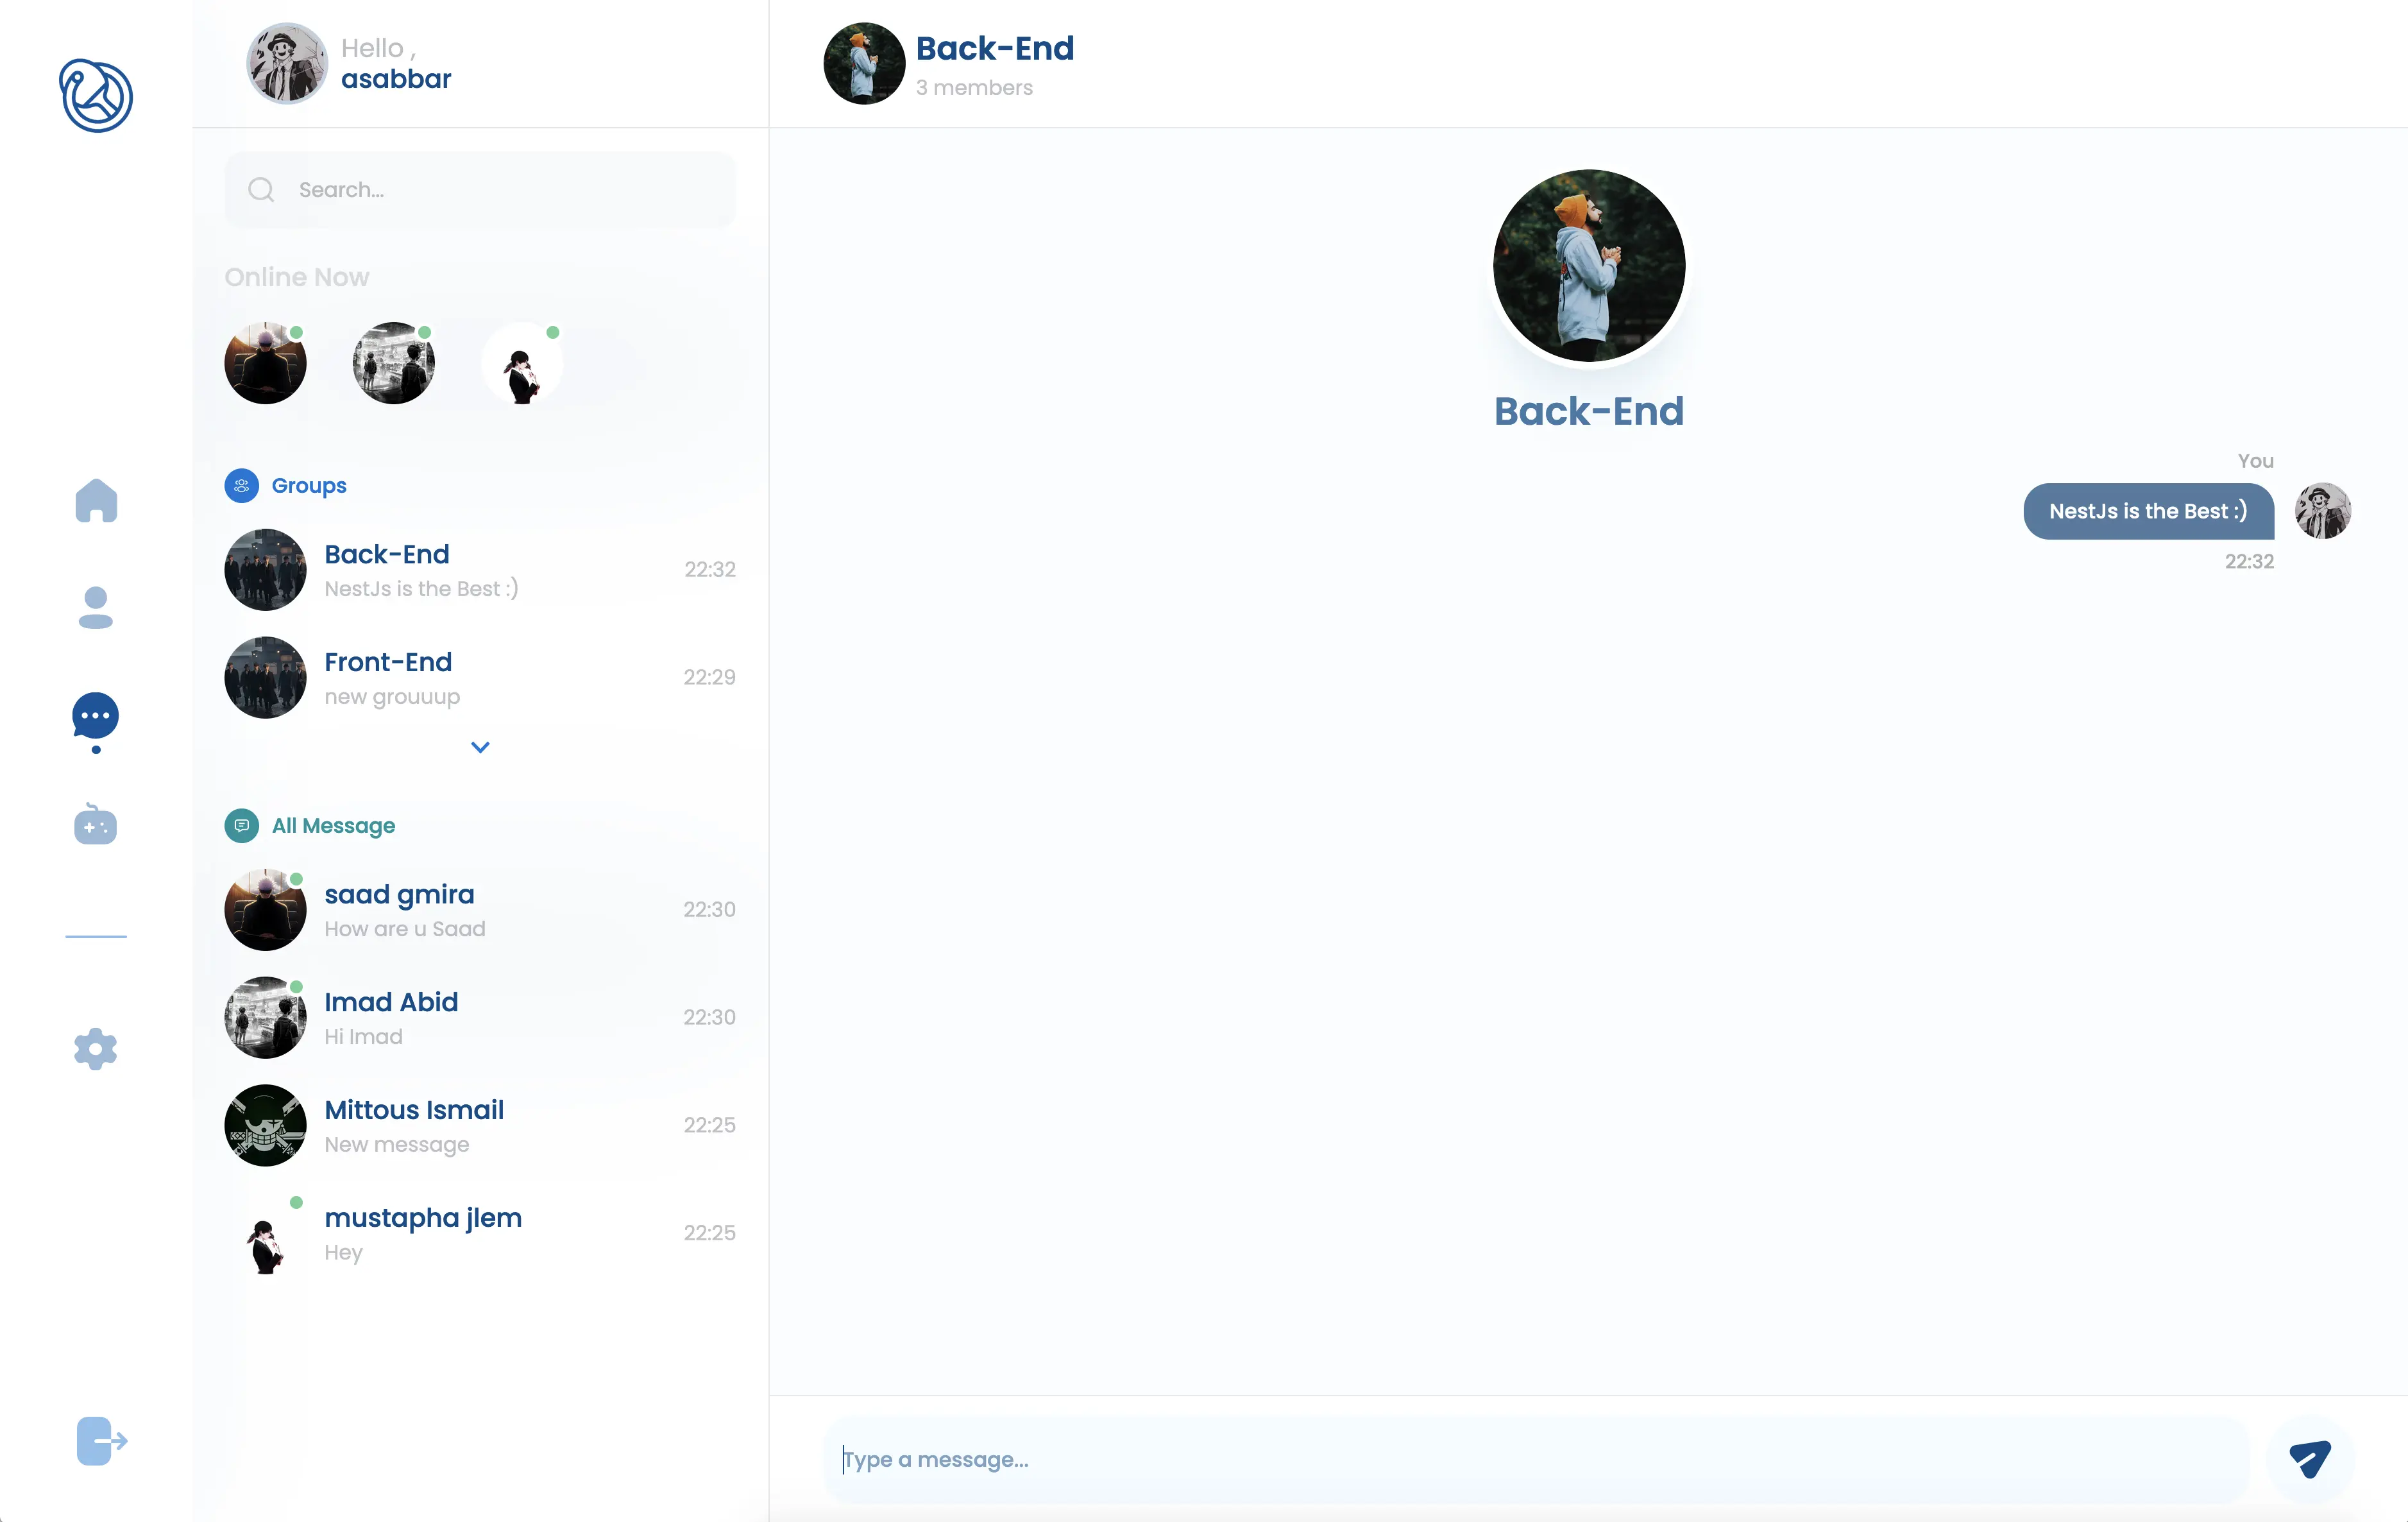 Hello ,
asabbar
Search...
Online Now
Groups
Back-End
NestJs is the Best :)
22:32
Front-End
new grouuup
22:29
All Message
saad gmira
How are u Saad
22:30
Imad Abid
Hi Imad
22:30
Mittous Ismail
New message
22:25
mustapha jlem
Hey
22:25
Back-End
3 members
Back-End
You
NestJs is the Best :)
22:32
Type a message...